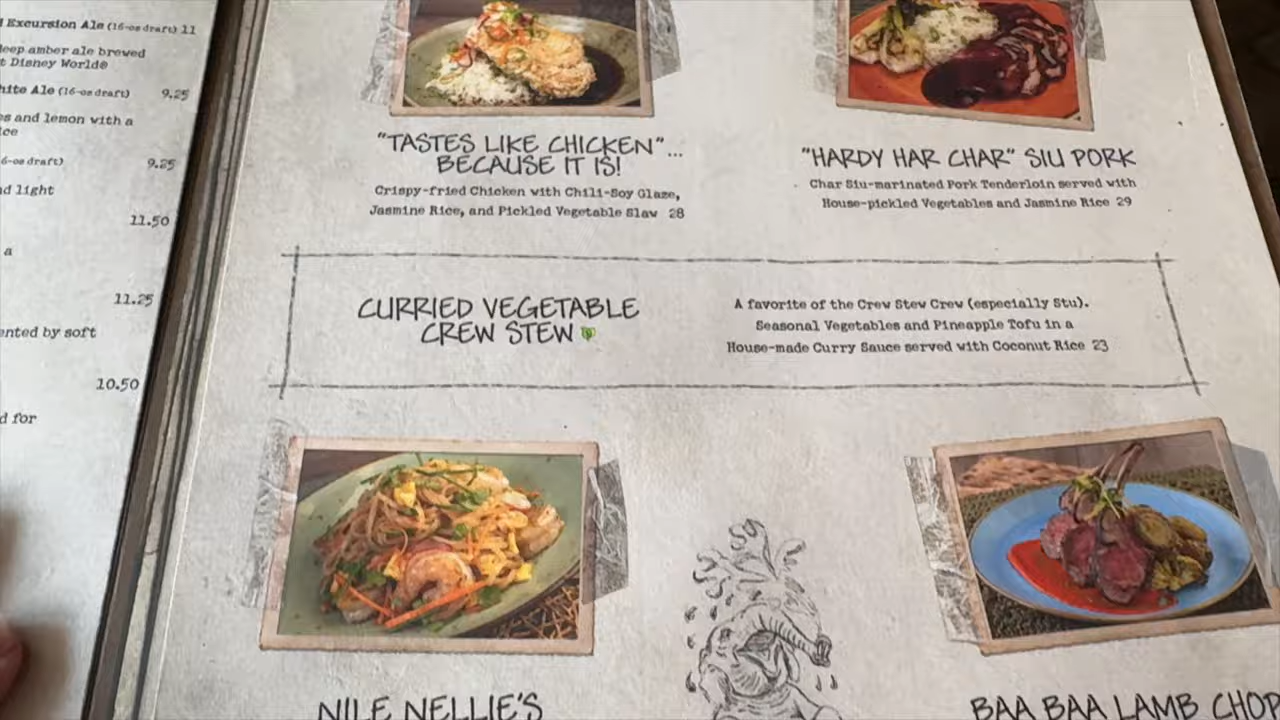 Excursion Ale (16-oz draft) 11
deep amber ale brewed
t Disney World®
hite Ale (16-oz draft) 9.25
es and lemon with a
(16-oz draft) 9.25
d light
11.50
a
11.25
ented by soft
10.50
d for
"TASTES LIKE CHICKEN"...
BECAUSE IT IS!
Crispy-fried Chicken with Chili-Soy Glaze,
Jasmine Rice, and Pickled Vegetable Slaw 28
"HARDY HAR CHAR" SIU PORK
Char Siu-marinated Pork Tenderloin served with
House-pickled Vegetables and Jasmine Rice 29
CURRIED VEGETABLE
CREW STEW
A favorite of the Crew Stew Crew (especially Stu).
Seasonal Vegetables and Pineapple Tofu in a
House-made Curry Sauce served with Coconut Rice 23
NILE NELLIE'S
BAA BAA LAMB CHOP